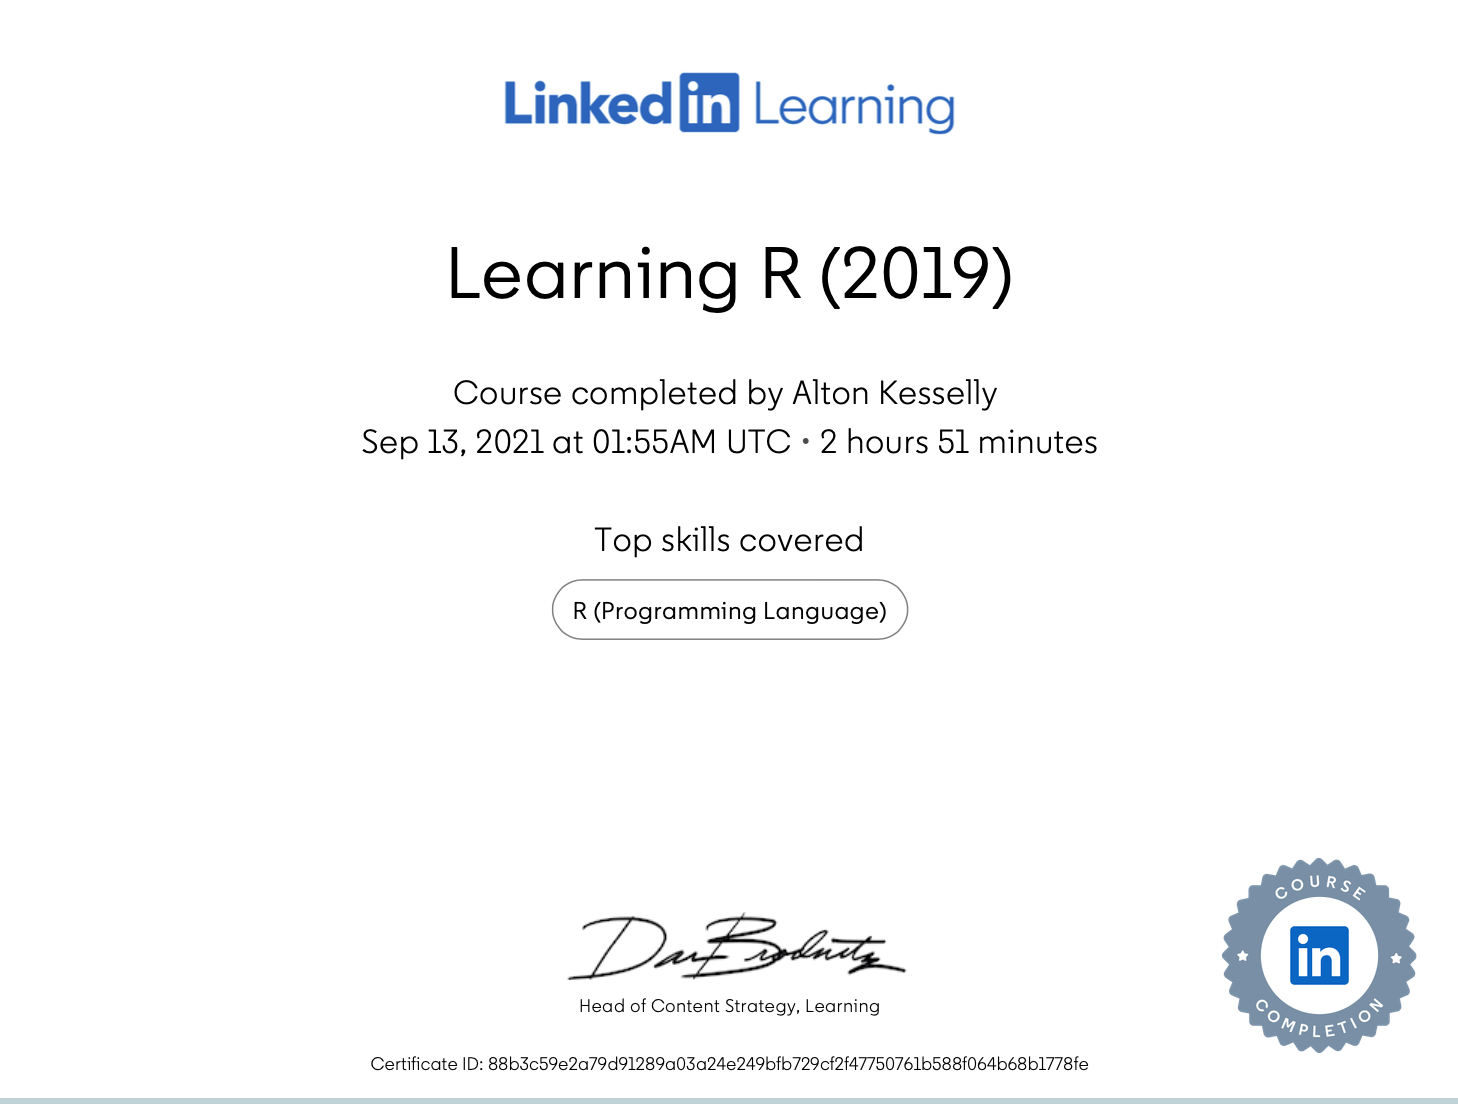 Linked in Learning
Learning R (2019)
Course completed by Alton Kesselly
Sep 13, 2021 at 01:55AM UTC • 2 hours 51 minutes
Top skills covered
R (Programming Language)
Dan Brodnitz
Head of Content Strategy, Learning
COURSE
in
COMPLETION
Certificate ID: 88b3c59e2a79d91289a03a24e249bfb729cf2f47750761b588f064b68b1778fe